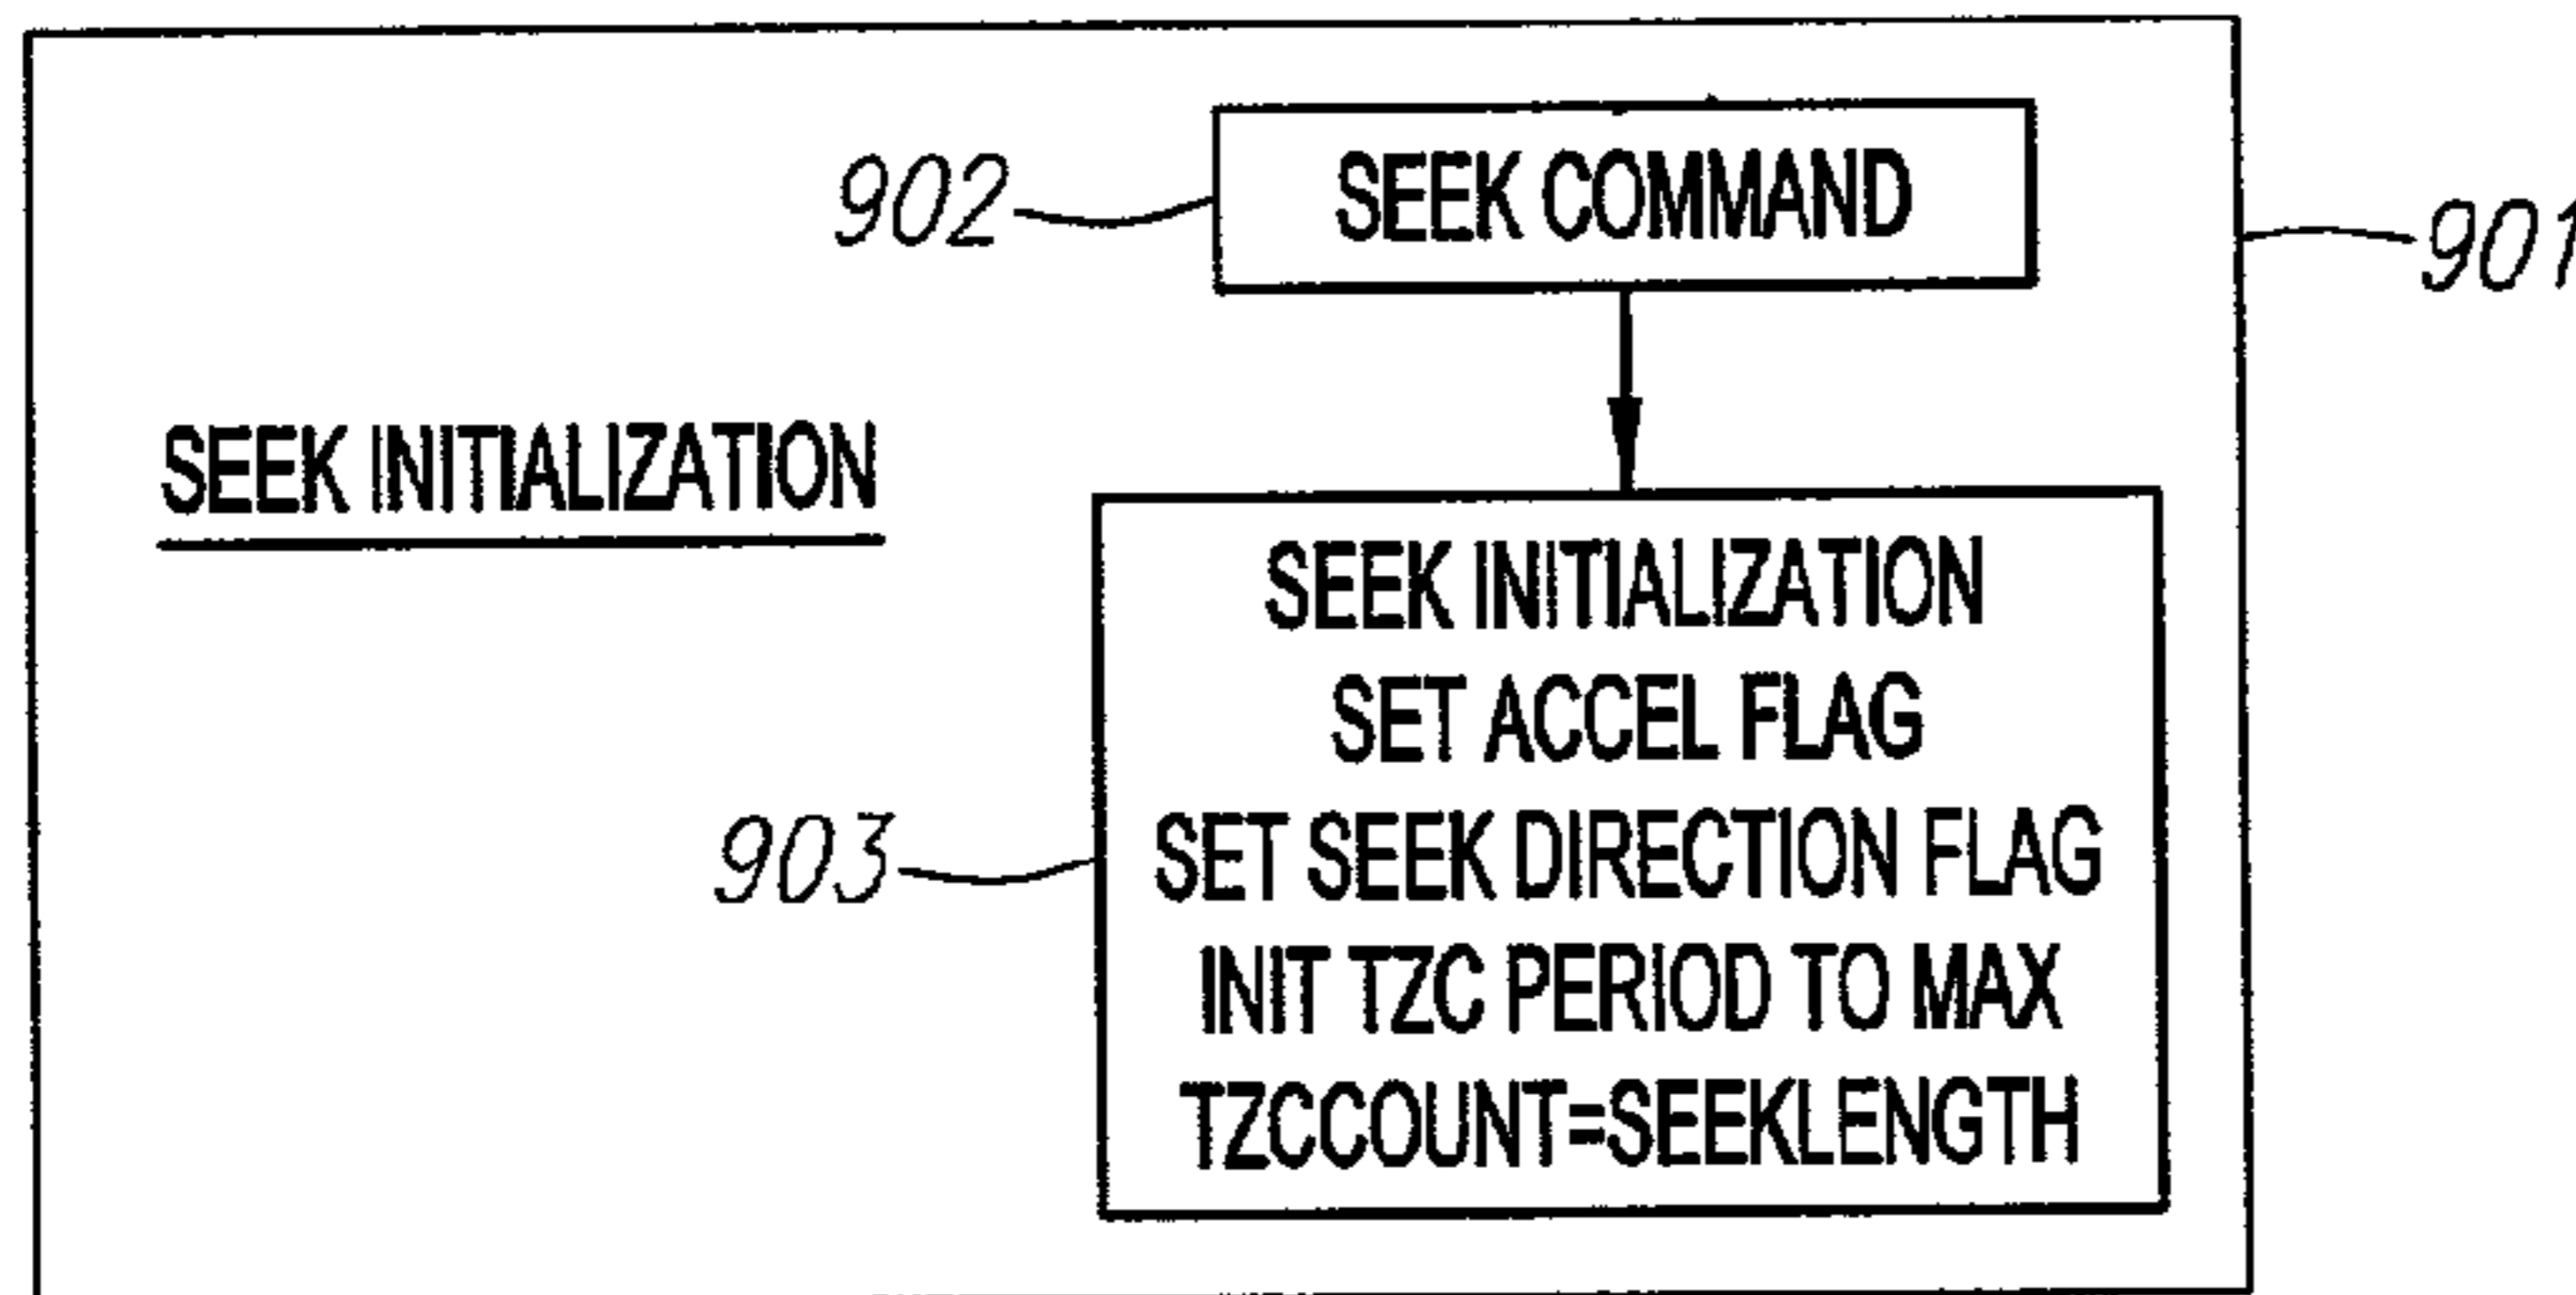 902
SEEK COMMAND
901
SEEK INITIALIZATION
SEEK INITIALIZATION
SET ACCEL FLAG
SET SEEK DIRECTION FLAG
903
INIT TZC PERIOD TO MAX
TZCCOUNT=SEEKLENGTH